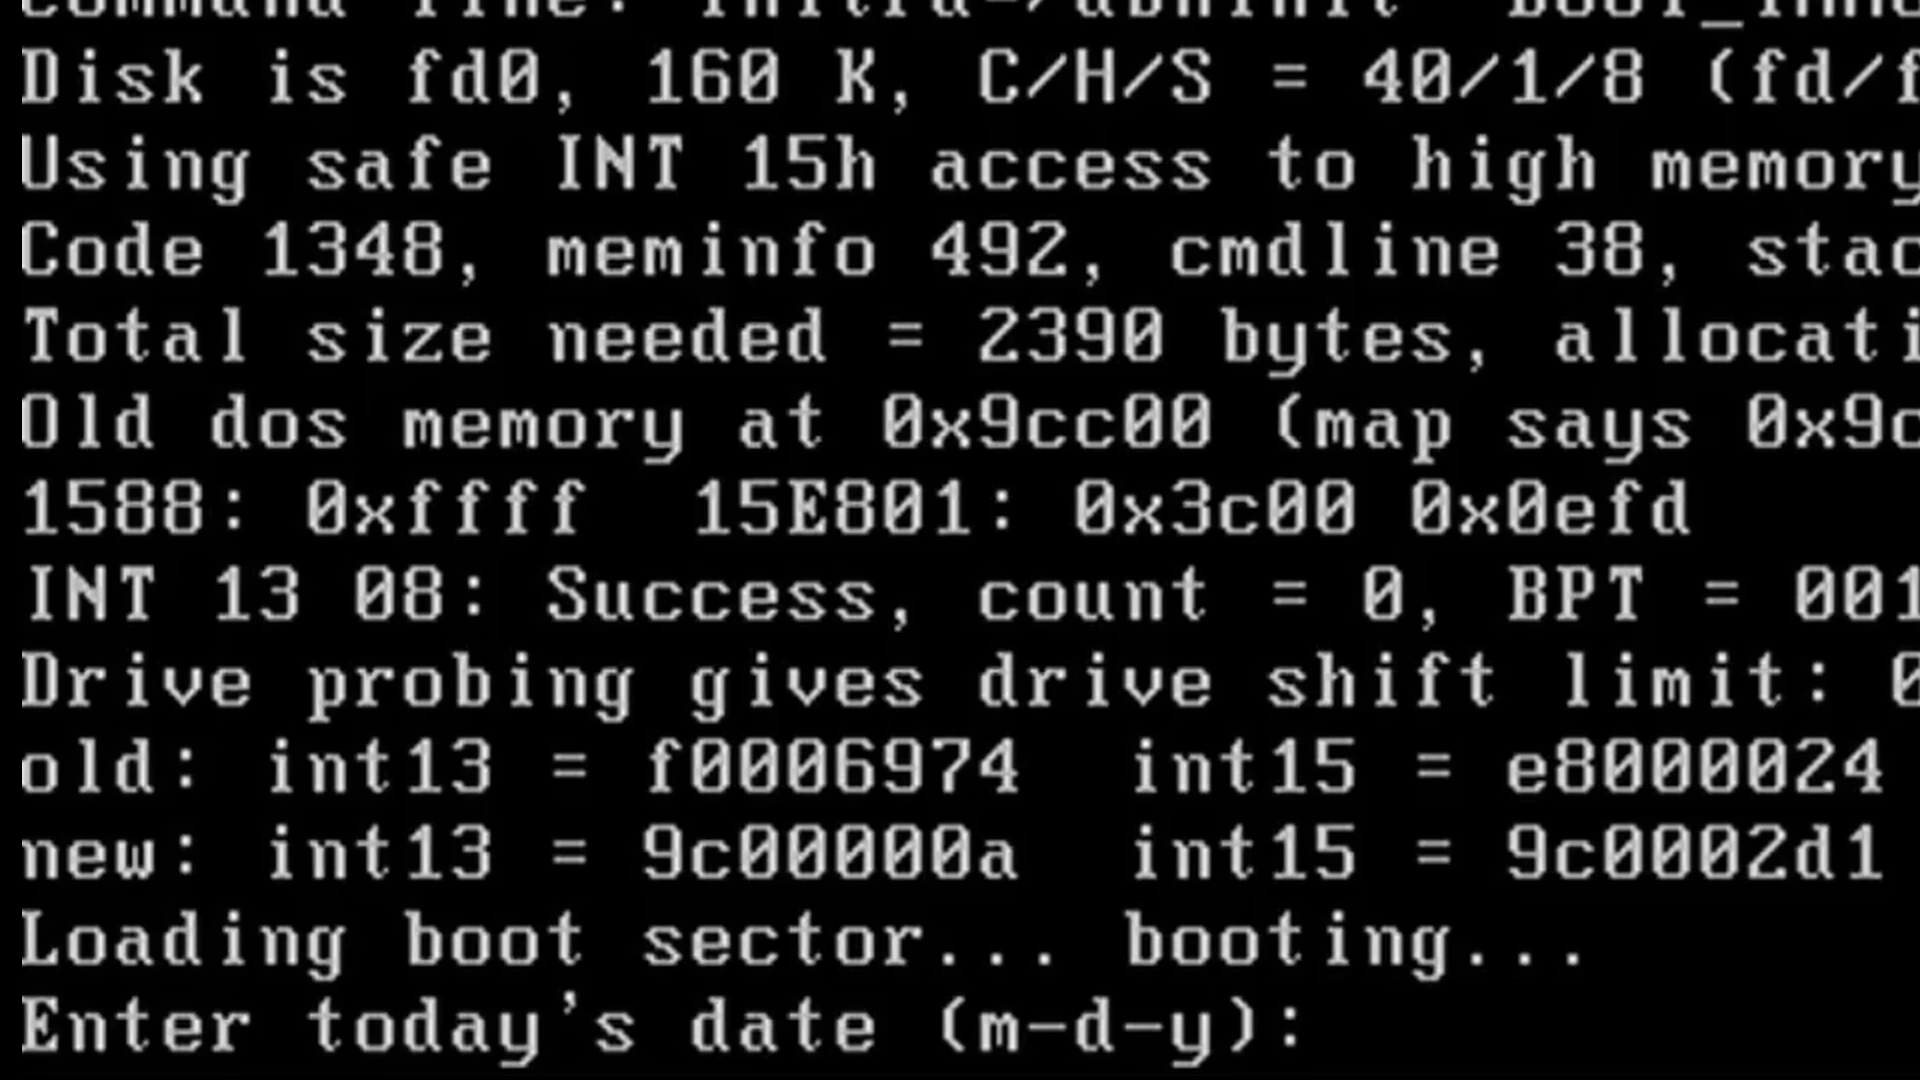 Disk is fd0, 160 K, C/H/S = 40/1/8 (fd/f
Using safe INT 15h access to high memory
Code 1348, meminfo 492, cmdline 38, stac
Total size needed = 2390 bytes, allocati
Old dos memory at 0x9cc00 (map says 0x9c
1588: 0xffff  15E801: 0x3c00 0x0efd
INT 13 08: Success, count = 0, BPT = 001
Drive probing gives drive shift limit: 0
old: int13 = f0006974  int15 = e8000024
new: int13 = 9c00000a  int15 = 9c0002d1
Loading boot sector... booting...
Enter today's date (m-d-y):